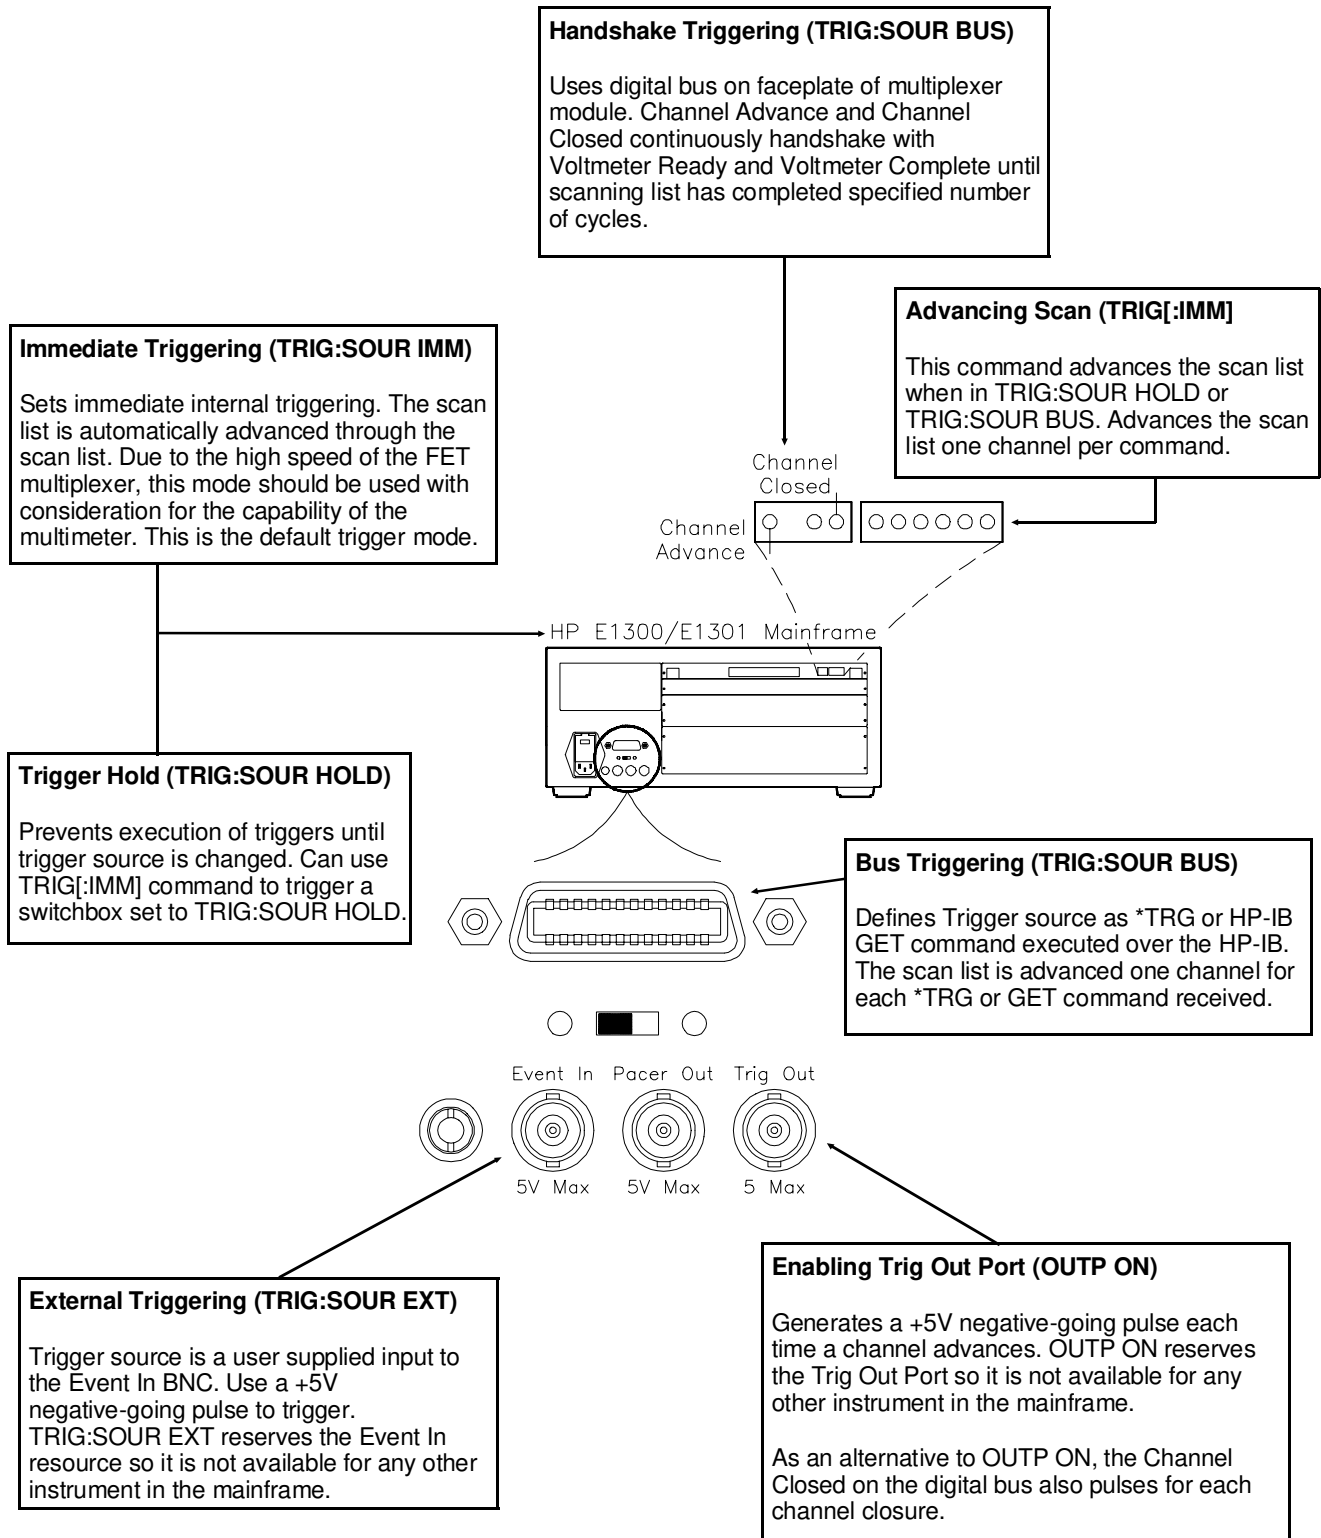 Handshake Triggering (TRIG:SOUR BUS)
Uses digital bus on faceplate of multiplexer
module. Channel Advance and Channel
Closed continuously handshake with
Voltmeter Ready and Voltmeter Complete until
scanning list has completed specified number
of cycles.
Advancing Scan (TRIG[:IMM]
This command advances the scan list
when in TRIG:SOUR HOLD or
TRIG:SOUR BUS. Advances the scan
list one channel per command.
Immediate Triggering (TRIG:SOUR IMM)
Sets immediate internal triggering. The scan
list is automatically advanced through the
scan list. Due to the high speed of the FET
multiplexer, this mode should be used with
consideration for the capability of the
multimeter. This is the default trigger mode.
Channel
Closed
Channel
Advance
HP E1300/E1301 Mainframe
Trigger Hold (TRIG:SOUR HOLD)
Prevents execution of triggers until
trigger source is changed. Can use
TRIG[:IMM] command to trigger a
switchbox set to TRIG:SOUR HOLD.
Bus Triggering (TRIG:SOUR BUS)
Defines Trigger source as *TRG or HP-IB
GET command executed over the HP-IB.
The scan list is advanced one channel for
each *TRG or GET command received.
Event In Pacer Out Trig Out
5V Max 5V Max 5 Max
External Triggering (TRIG:SOUR EXT)
Trigger source is a user supplied input to
the Event In BNC. Use a +5V
negative-going pulse to trigger.
TRIG:SOUR EXT reserves the Event In
resource so it is not available for any other
instrument in the mainframe.
Enabling Trig Out Port (OUTP ON)
Generates a +5V negative-going pulse each
time a channel advances. OUTP ON reserves
the Trig Out Port so it is not available for any
other instrument in the mainframe.
As an alternative to OUTP ON, the Channel
Closed on the digital bus also pulses for each
channel closure.